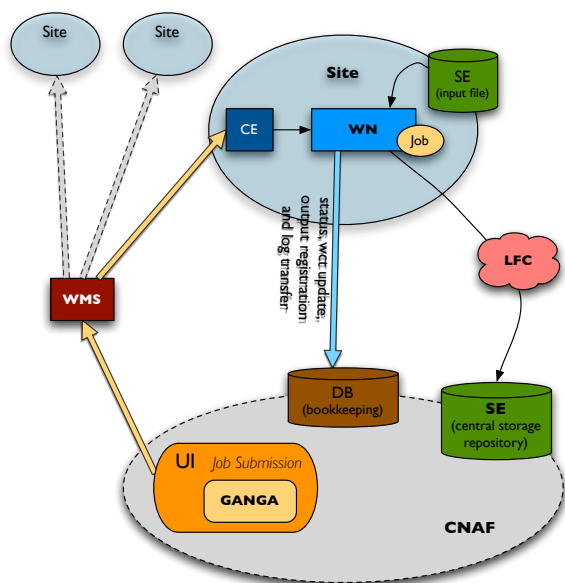 Site
Site
Site
SE
(input file)
CE
WN
Job
status, wct update,
output registration
and log transfer
LFC
WMS
DB
(bookkeeping)
SE
(central storage
repository)
UI Job Submission
GANGA
CNAF